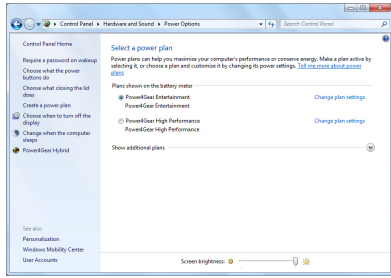 Control Panel ▸ Hardware and Sound ▸ Power Options
Search Control Panel
Control Panel Home
Require a password on wakeup
Choose what the power
buttons do
Choose what closing the lid
does
Create a power plan
Choose when to turn off the
display
Change when the computer
sleeps
Power4Gear Hybrid
See also
Personalization
Windows Mobility Center
User Accounts
Select a power plan
Power plans can help you maximize your computer's performance or conserve energy. Make a plan active by
selecting it, or choose a plan and customize it by changing its power settings. Tell me more about power
plans
Plans shown on the battery meter
Power4Gear Entertainment Change plan settings
Power4Gear Entertainment
Power4Gear High Performance Change plan settings
Power4Gear High Performance
Show additional plans
Screen brightness: